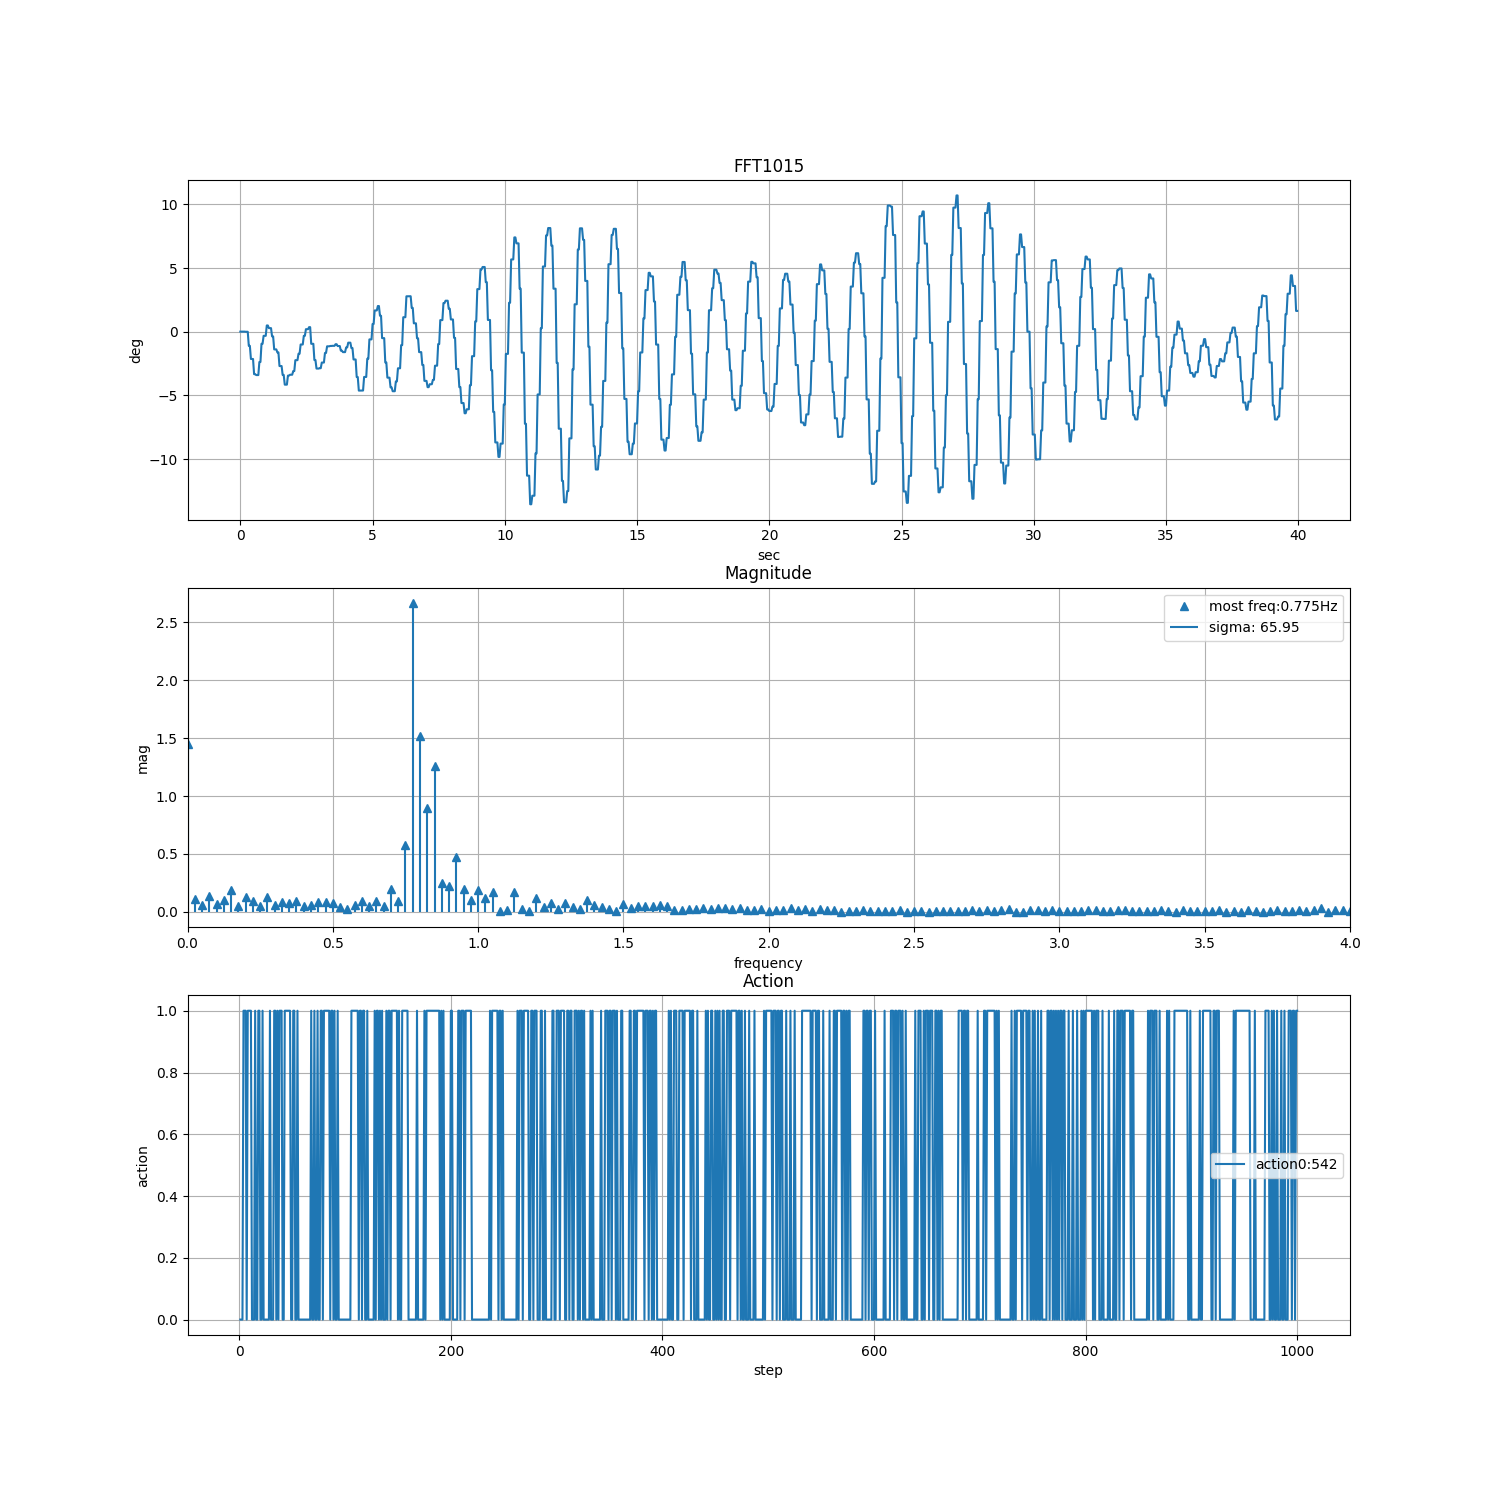 FFT1015
10
5
0
−5
−10
deg
0 5 10 15 20 25 30 35 40
sec
Magnitude
2.5
2.0
1.5
1.0
0.5
0.0
mag
most freq:0.775Hz
sigma: 65.95
0.0 0.5 1.0 1.5 2.0 2.5 3.0 3.5 4.0
frequency
Action
1.0
0.8
0.6
0.4
0.2
0.0
action
action0:542
0 200 400 600 800 1000
step